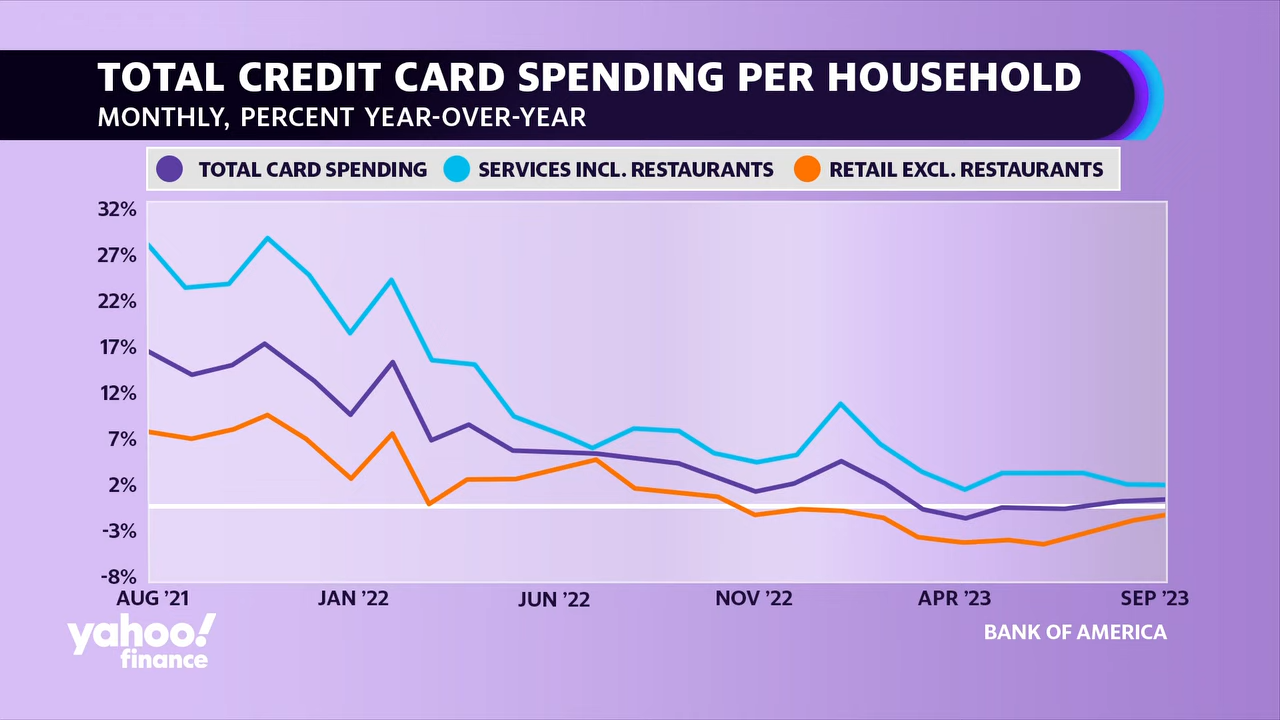 TOTAL CREDIT CARD SPENDING PER HOUSEHOLD
MONTHLY, PERCENT YEAR-OVER-YEAR
TOTAL CARD SPENDING
SERVICES INCL. RESTAURANTS
RETAIL EXCL. RESTAURANTS
32%
27%
22%
17%
12%
7%
2%
-3%
-8%
AUG ’21
JAN ’22
JUN ’22
NOV ’22
APR ’23
SEP ’23
yahoo!
finance
BANK OF AMERICA